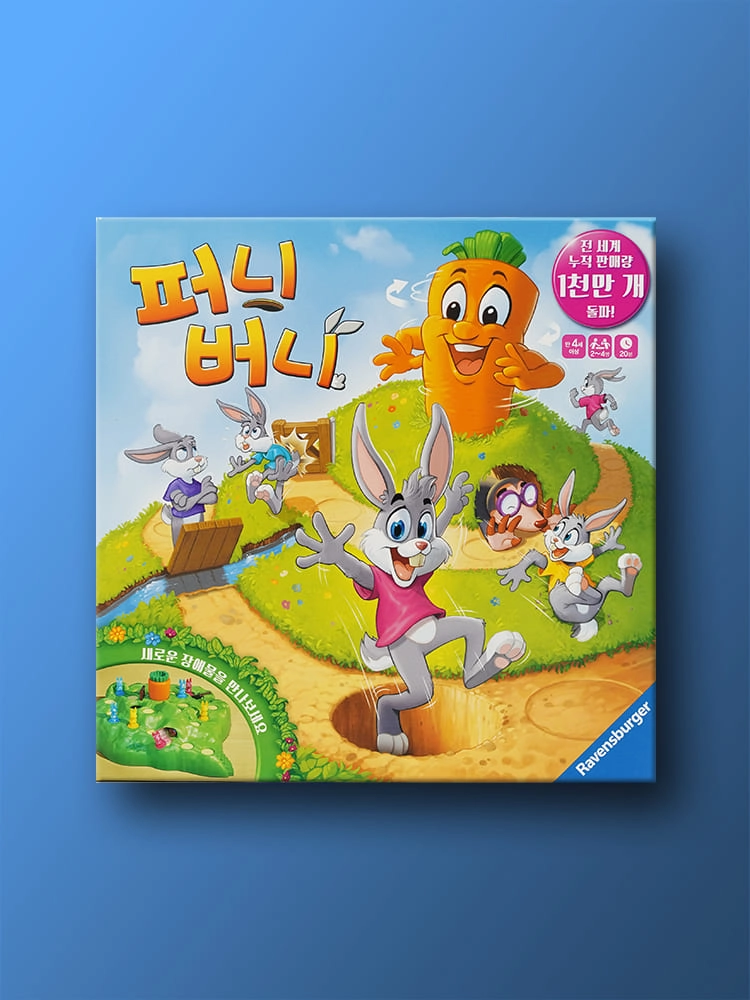 퍼니
버니
전 세계
누적 판매량
1천만 개
돌파!
만 4세
이상
2~4명
20분
새로운 장애물을 만나보세요
Ravensburger